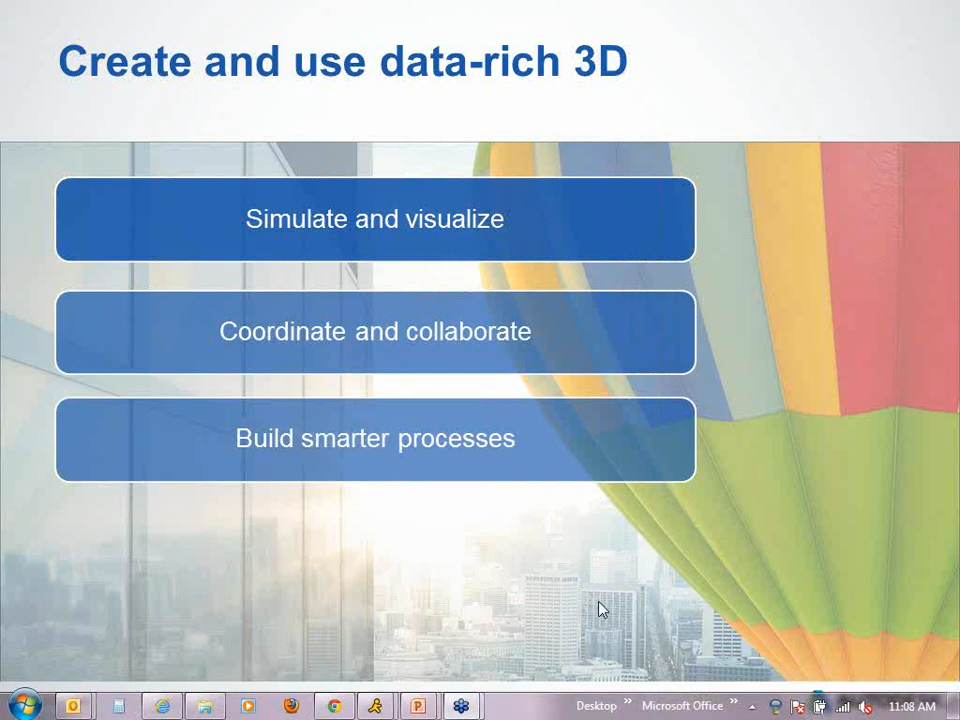 Create and use data-rich 3D
Simulate and visualize
Coordinate and collaborate
Build smarter processes
Desktop » Microsoft Office » 11:08 AM